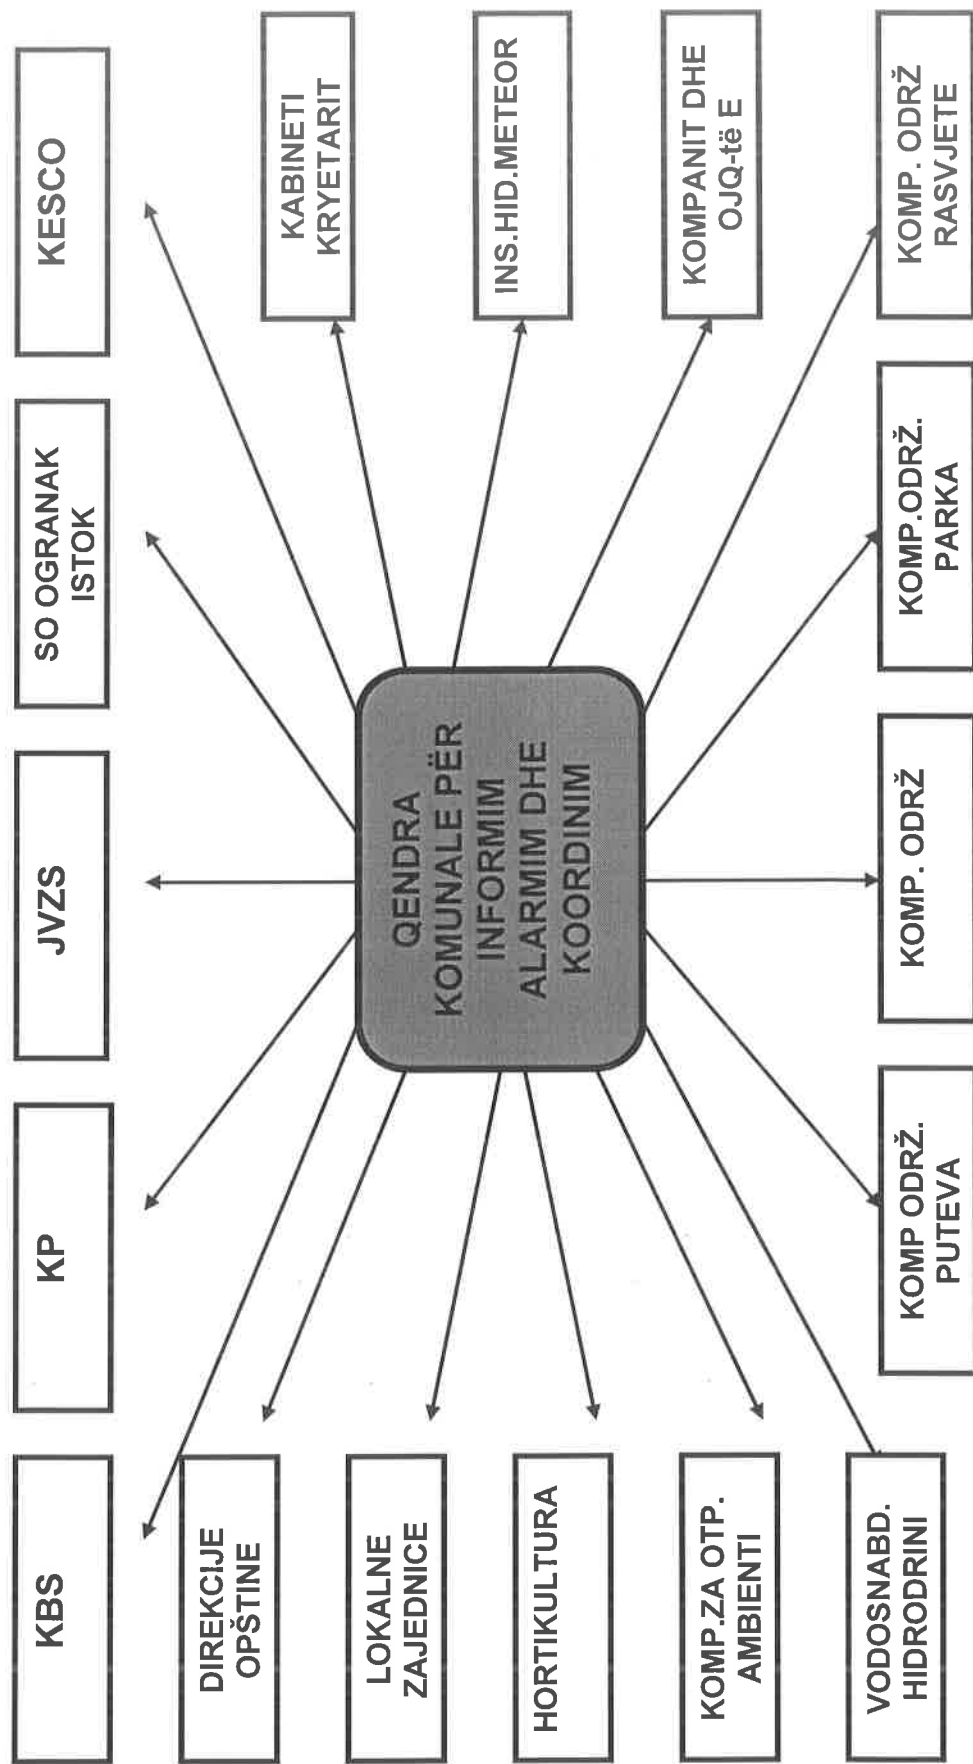 KBS
KP
JVZS
SO OGRANAK
ISTOK
KESCO
DIREKCIJE
OPŠTINE
KABINETI
KRYETARIT
LOKALNE
ZAJEDNICE
QENDRA
KOMUNALE PËR
INFORMIM
ALARMIM DHE
KOORDINIM
INS.HID.METEOR
HORTIKULTURA
KOMP.ZA OTP.
AMBIENTI
KOMPANIT DHE
OJQ-të E
VODOSNABD.
HIDRODRINI
KOMP ODRŽ.
PUTEVA
KOMP. ODRŽ
KOMP.ODRŽ.
PARKA
KOMP. ODRŽ
RASVJETE